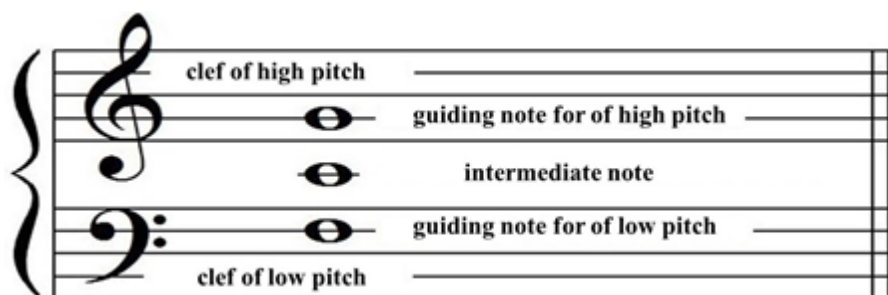 clef of high pitch
guiding note for of high pitch
intermediate note
guiding note for of low pitch
clef of low pitch